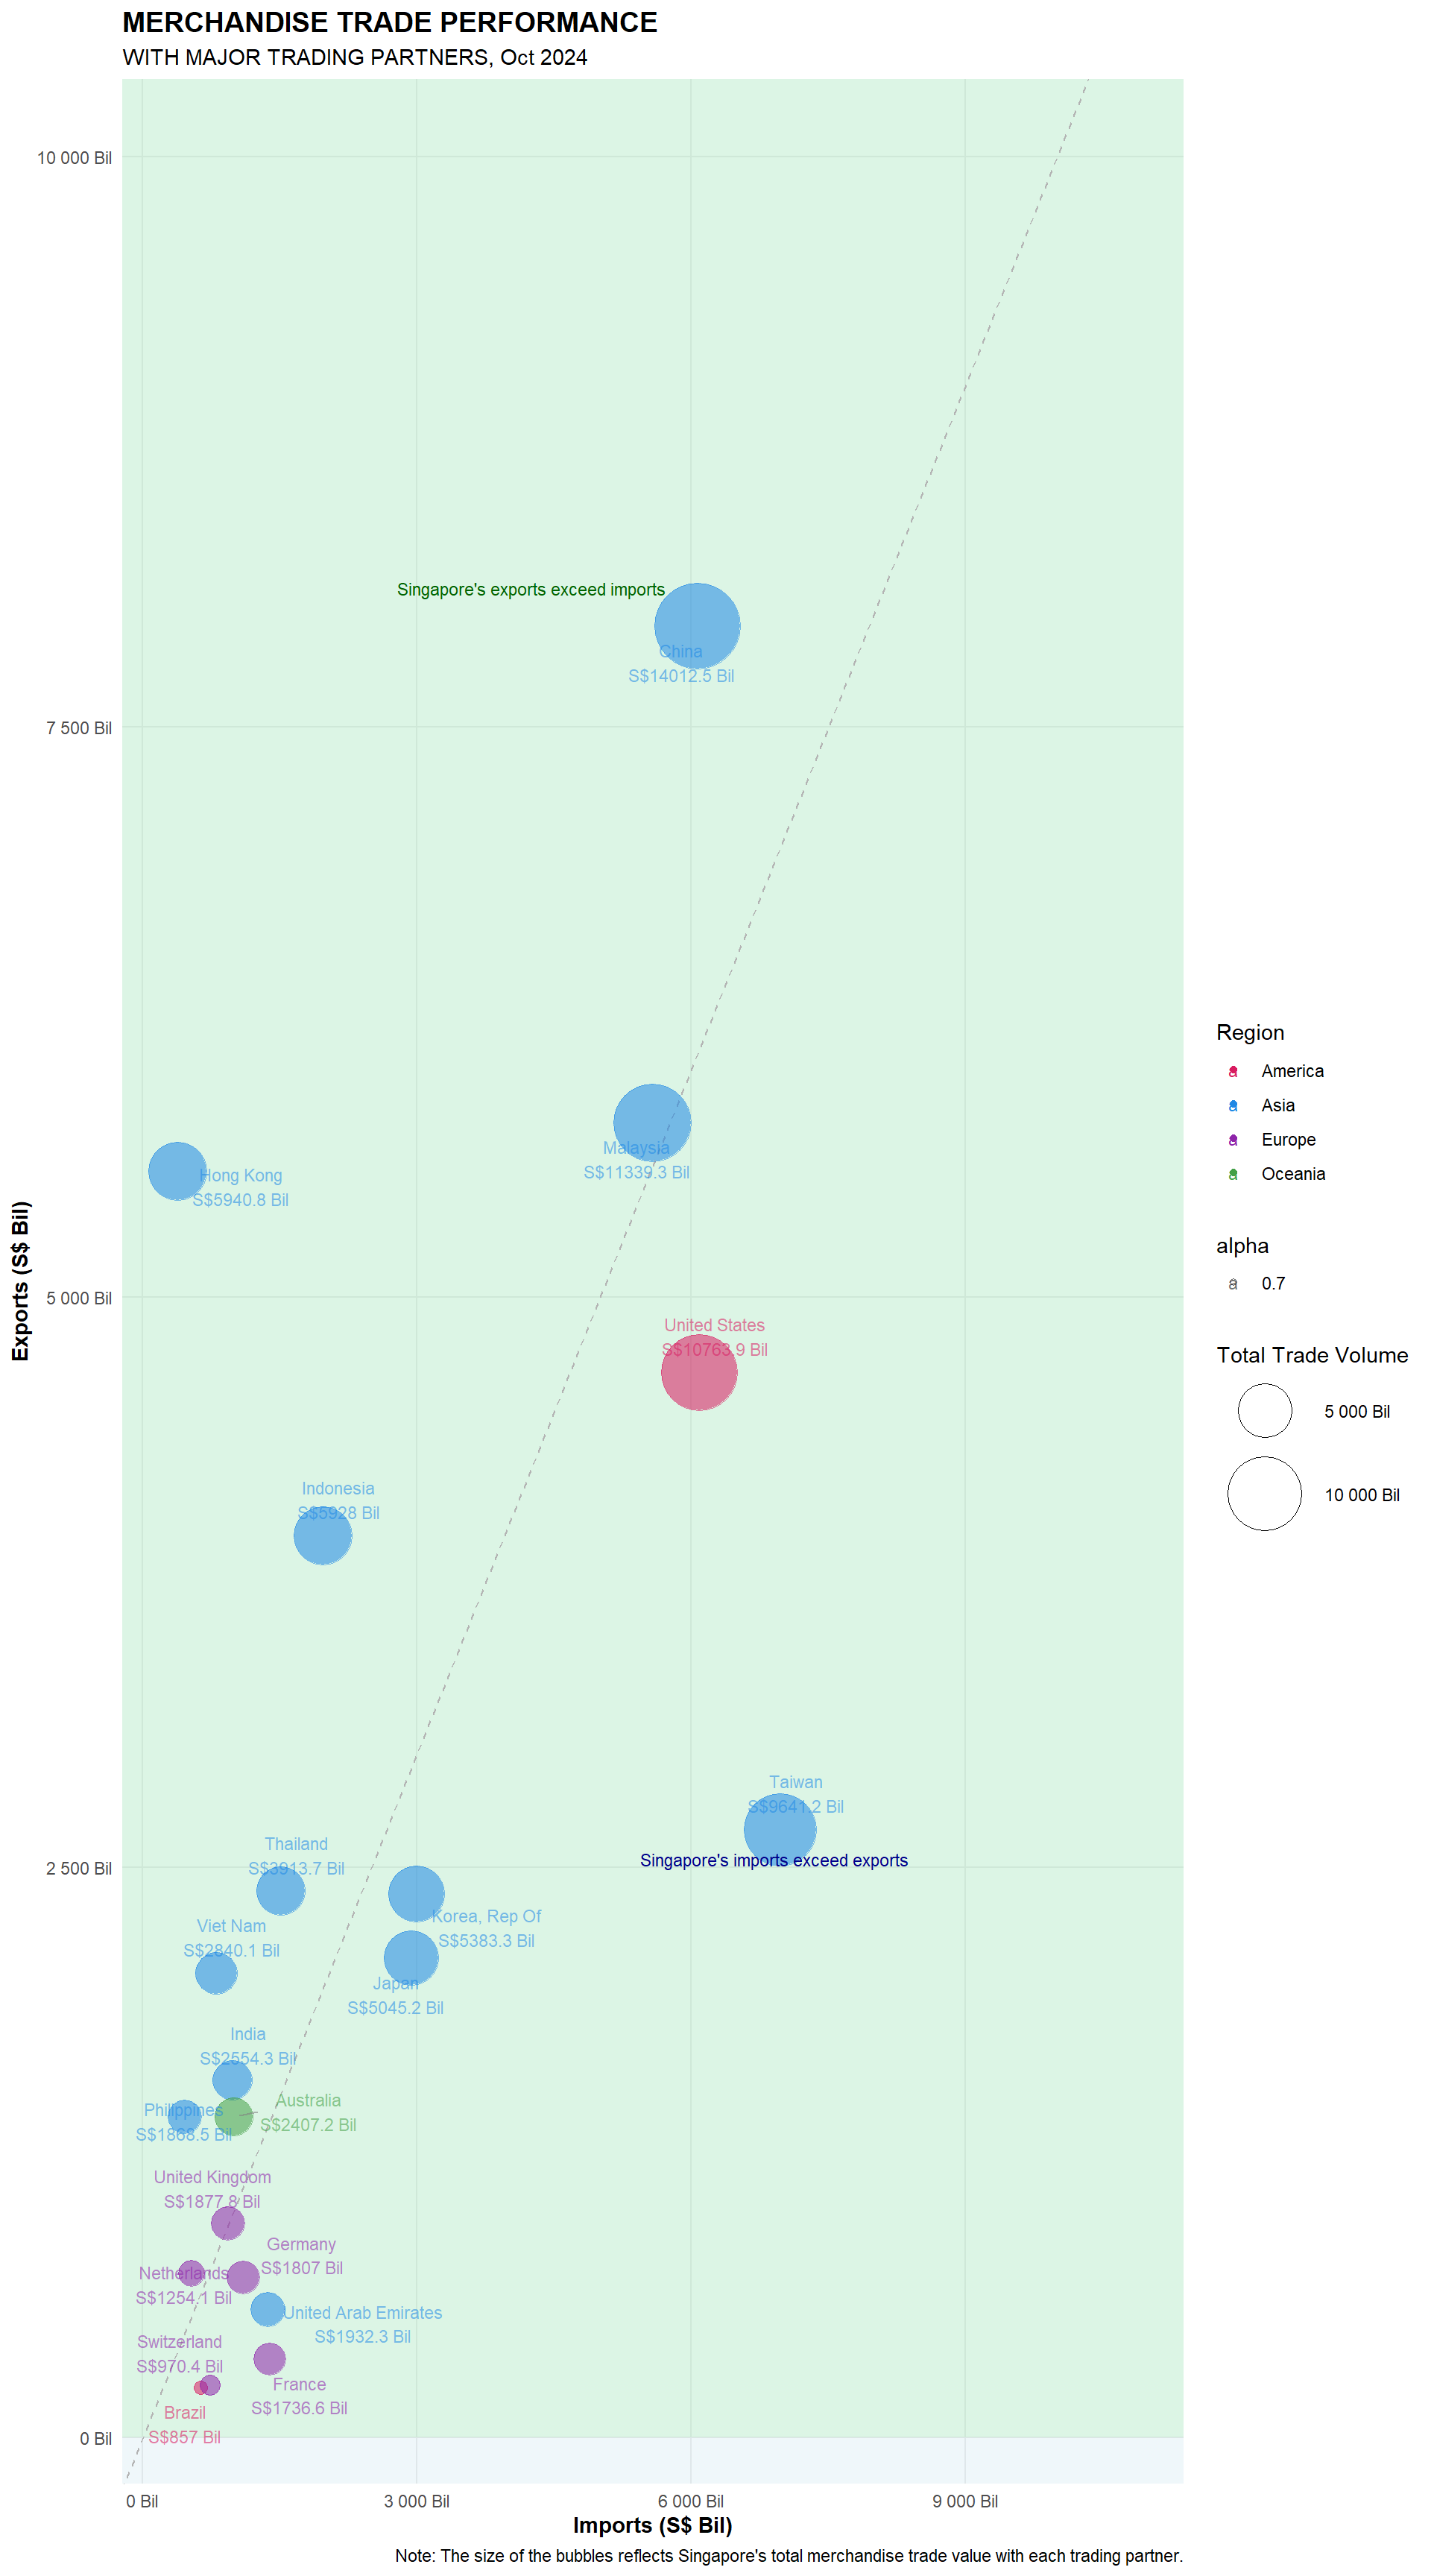 MERCHANDISE TRADE PERFORMANCE
WITH MAJOR TRADING PARTNERS, Oct 2024
10 000 Bil
Singapore's exports exceed imports
China
S$14012.5 Bil
7 500 Bil
Malaysia
S$11339.3 Bil
Hong Kong
S$5940.8 Bil
5 000 Bil
Exports (S$ Bil)
United States
S$10763.9 Bil
Indonesia
S$5928 Bil
Taiwan
S$9641.2 Bil
Singapore's imports exceed exports
2 500 Bil
Thailand
S$3913.7 Bil
Korea, Rep Of
S$5383.3 Bil
Viet Nam
S$2840.1 Bil
Japan
S$5045.2 Bil
India
S$2554.3 Bil
Australia
S$2407.2 Bil
Philippines
S$1868.5 Bil
United Kingdom
S$1877.8 Bil
Germany
S$1807 Bil
Netherlands
S$1254.1 Bil
United Arab Emirates
S$1932.3 Bil
Switzerland
S$970.4 Bil
France
S$1736.6 Bil
Brazil
S$857 Bil
0 Bil
0 Bil
3 000 Bil
6 000 Bil
9 000 Bil
Imports (S$ Bil)
Note: The size of the bubbles reflects Singapore's total merchandise trade value with each trading partner.
Region
a America
a Asia
a Europe
a Oceania
alpha
a 0.7
Total Trade Volume
5 000 Bil
10 000 Bil